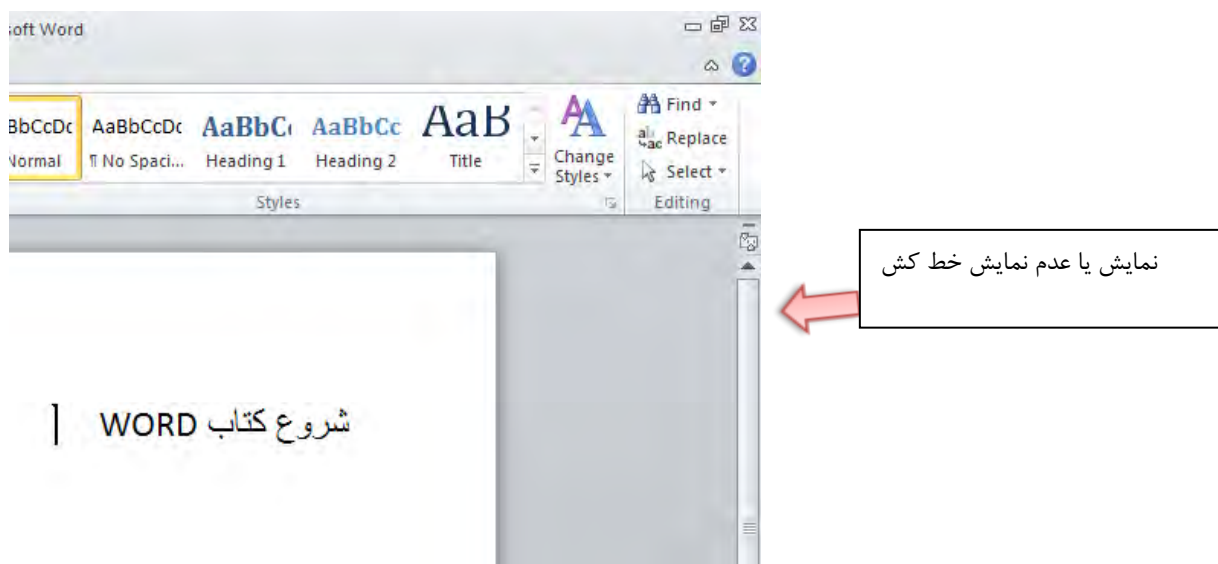 soft Word
BbCcDc AaBbCcDc AaBbC AaBbCc AaB
Normal ¶ No Spaci... Heading 1 Heading 2 Title
Change
Styles
Find
Replace
Select
Styles
Editing
نمایش یا عدم نمایش خط کش
شروع کتاب WORD